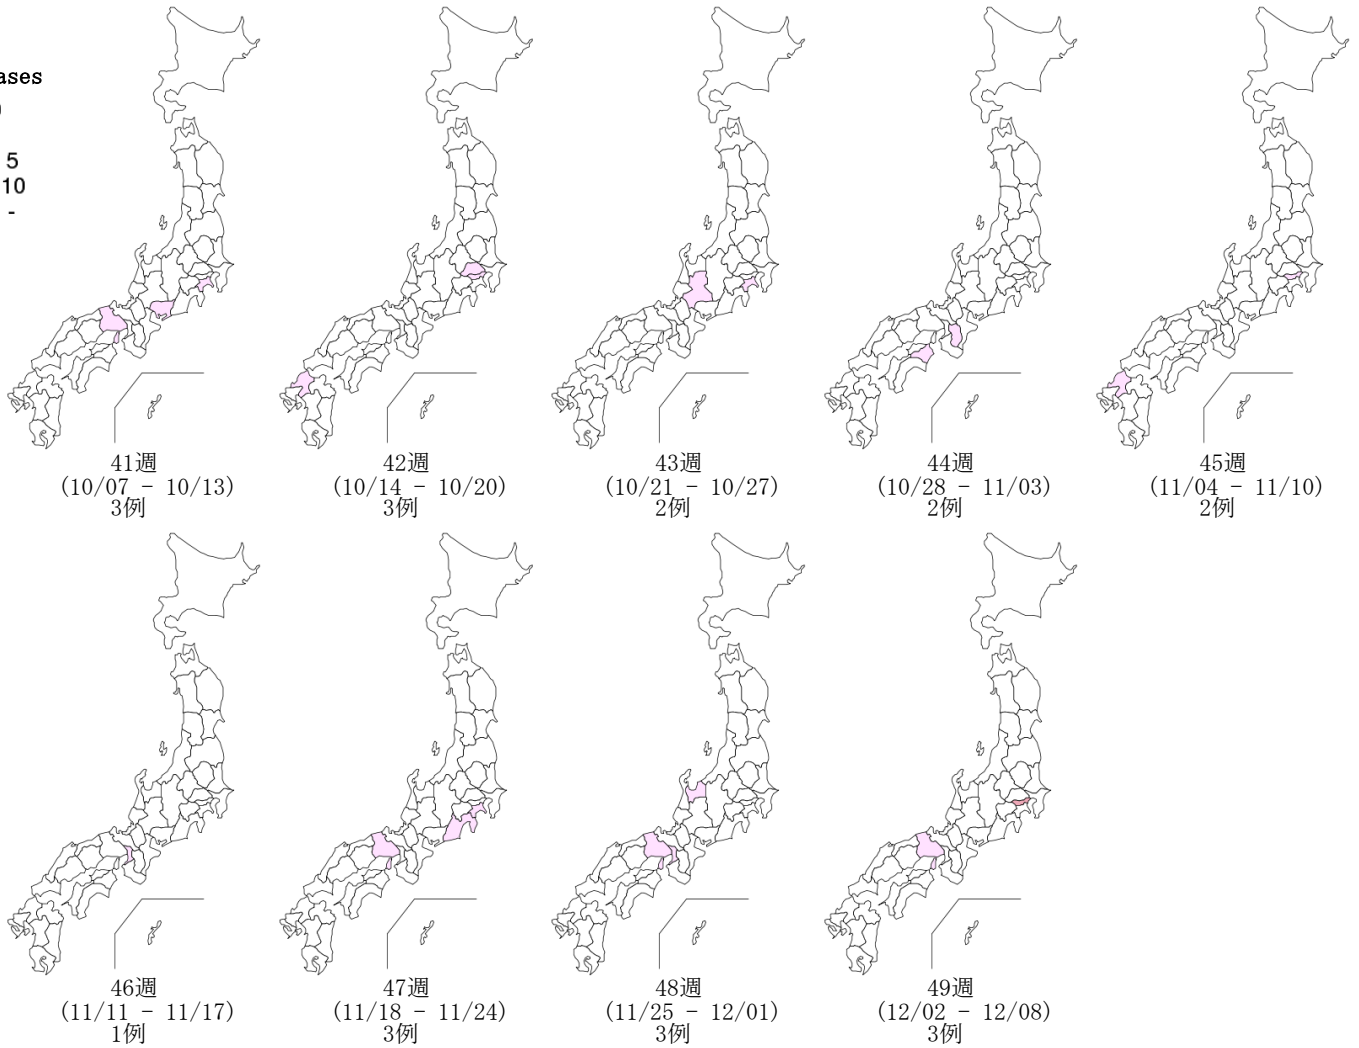 ases
5
10
-
41週
(10/07 - 10/13)
3例
42週
(10/14 - 10/20)
3例
43週
(10/21 - 10/27)
2例
44週
(10/28 - 11/03)
2例
45週
(11/04 - 11/10)
2例
46週
(11/11 - 11/17)
1例
47週
(11/18 - 11/24)
3例
48週
(11/25 - 12/01)
3例
49週
(12/02 - 12/08)
3例